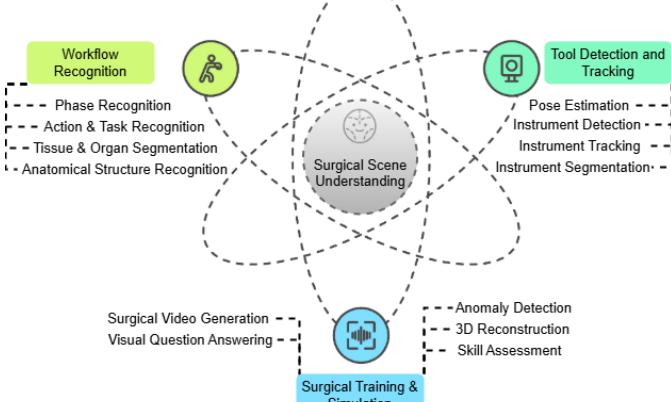 Workflow
Recognition
Phase Recognition
Action & Task Recognition
Tissue & Organ Segmentation
Anatomical Structure Recognition
Surgical Scene
Understanding
Tool Detection and
Tracking
Pose Estimation
Instrument Detection
Instrument Tracking
Instrument Segmentation
Surgical Video Generation
Visual Question Answering
Anomaly Detection
3D Reconstruction
Skill Assessment
Surgical Training &
Simulation